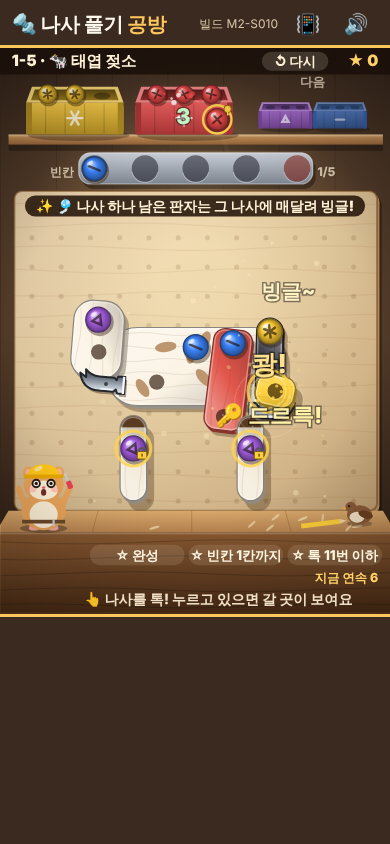 나사 풀기 공방
빌드 M2-S010
1-5 · 태엽 젖소
다시
★ 0
다음
3
빈칸
1/5
나사 하나 남은 판자는 그 나사에 매달려 빙글!
빙글~
쾅!
드르륵!
☆ 완성
☆ 빈칸 1칸까지
☆ 톡 11번 이하
지금 연속 6
나사를 톡! 누르고 있으면 갈 곳이 보여요